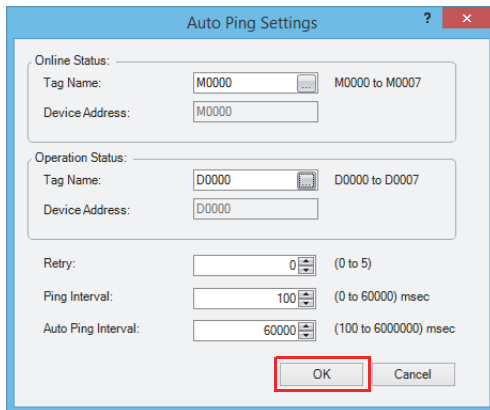 Auto Ping Settings ? ×
Online Status:
Tag Name: M0000 ... M0000 to M0007
Device Address: M0000
Operation Status:
Tag Name: D0000 ... D0000 to D0007
Device Address: D0000
Retry: 0 (0 to 5)
Ping Interval: 100 (0 to 60000) msec
Auto Ping Interval: 60000 (100 to 6000000) msec
OK Cancel